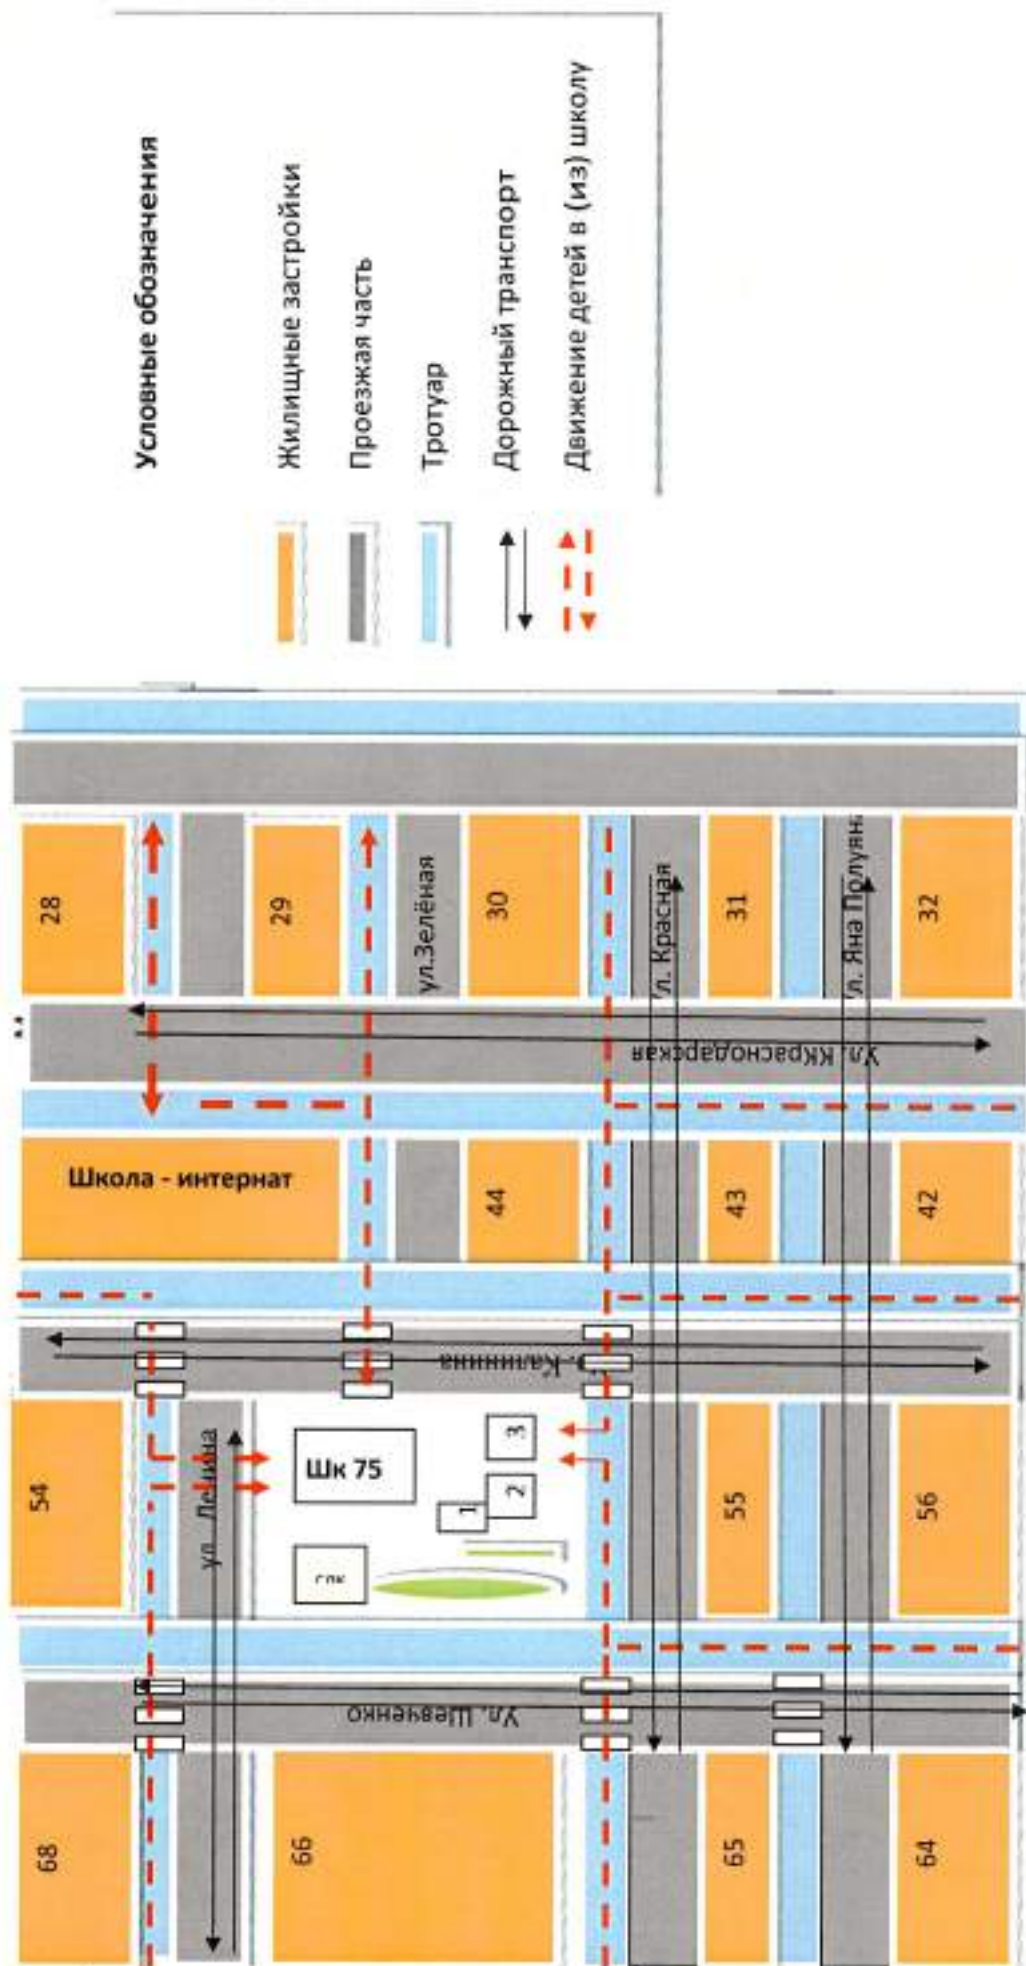 Условные обозначения
Жилищные застройки
Проезжая часть
Тротуар
Дорожный транспорт
Движение детей в (из) школу
68
54
Школа - интернат
28
ул. Ленина
66
Шк 75
29
1
2
3
ул.Зелёная
44
30
Ул. Шевченко
. Калинина
Ул. ККраснодарская
ул. Красная
65
55
43
31
ул. Яна Полуяна
64
56
42
32